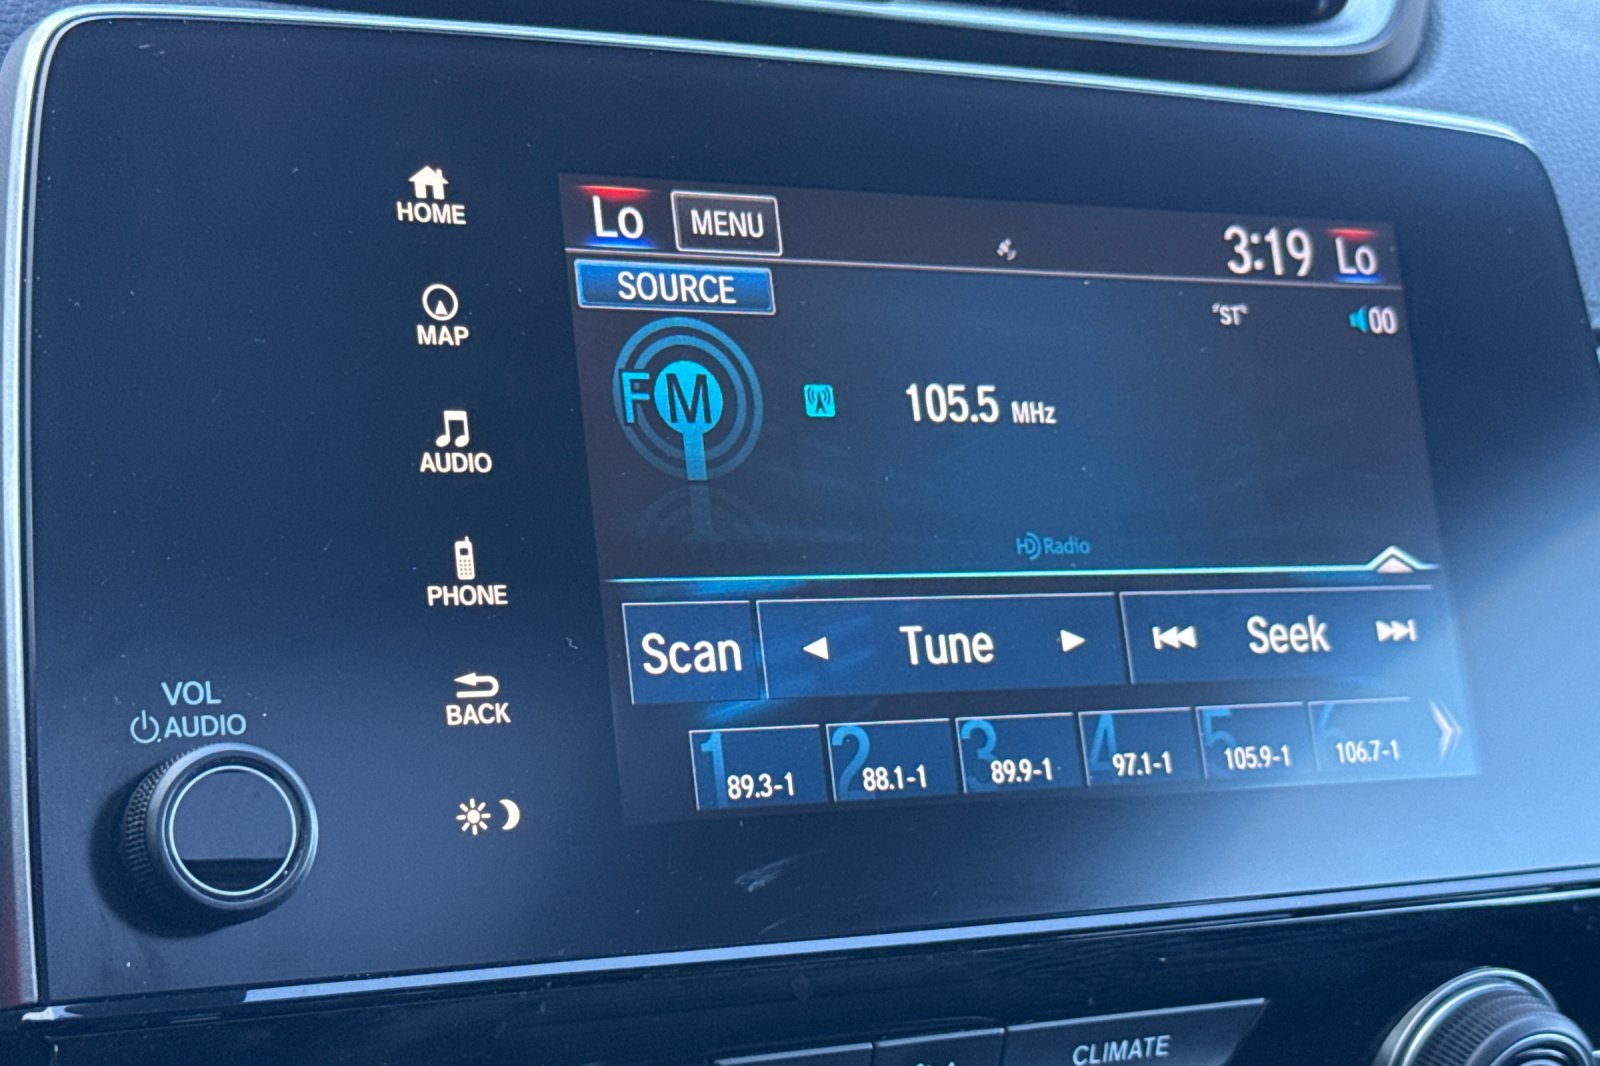 HOME
MAP
AUDIO
PHONE
BACK
VOL
AUDIO
Lo MENU 3:19 Lo
SOURCE
"ST" 00
FM 105.5 MHz
HD Radio
Scan Tune Seek
1 89.3-1 2 88.1-1 3 89.9-1 4 97.1-1 5 105.9-1 6 106.7-1
CLIMATE